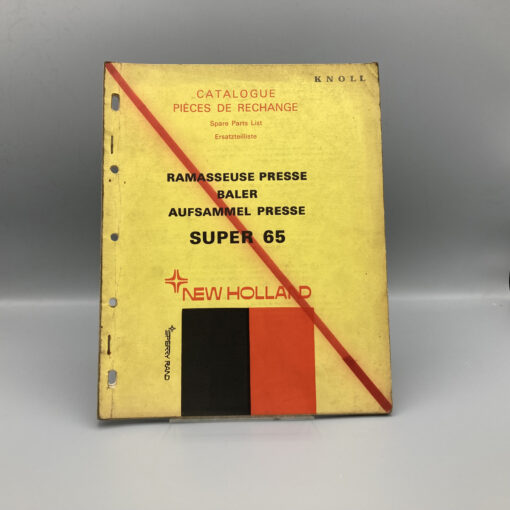 KNOLL
CATALOGUE
PIÈCES DE RECHANGE
Spare Parts List
Ersatzteilliste
RAMASSEUSE PRESSE
BALER
AUFSAMMEL PRESSE
SUPER 65
NEW HOLLAND
SPERRY RAND